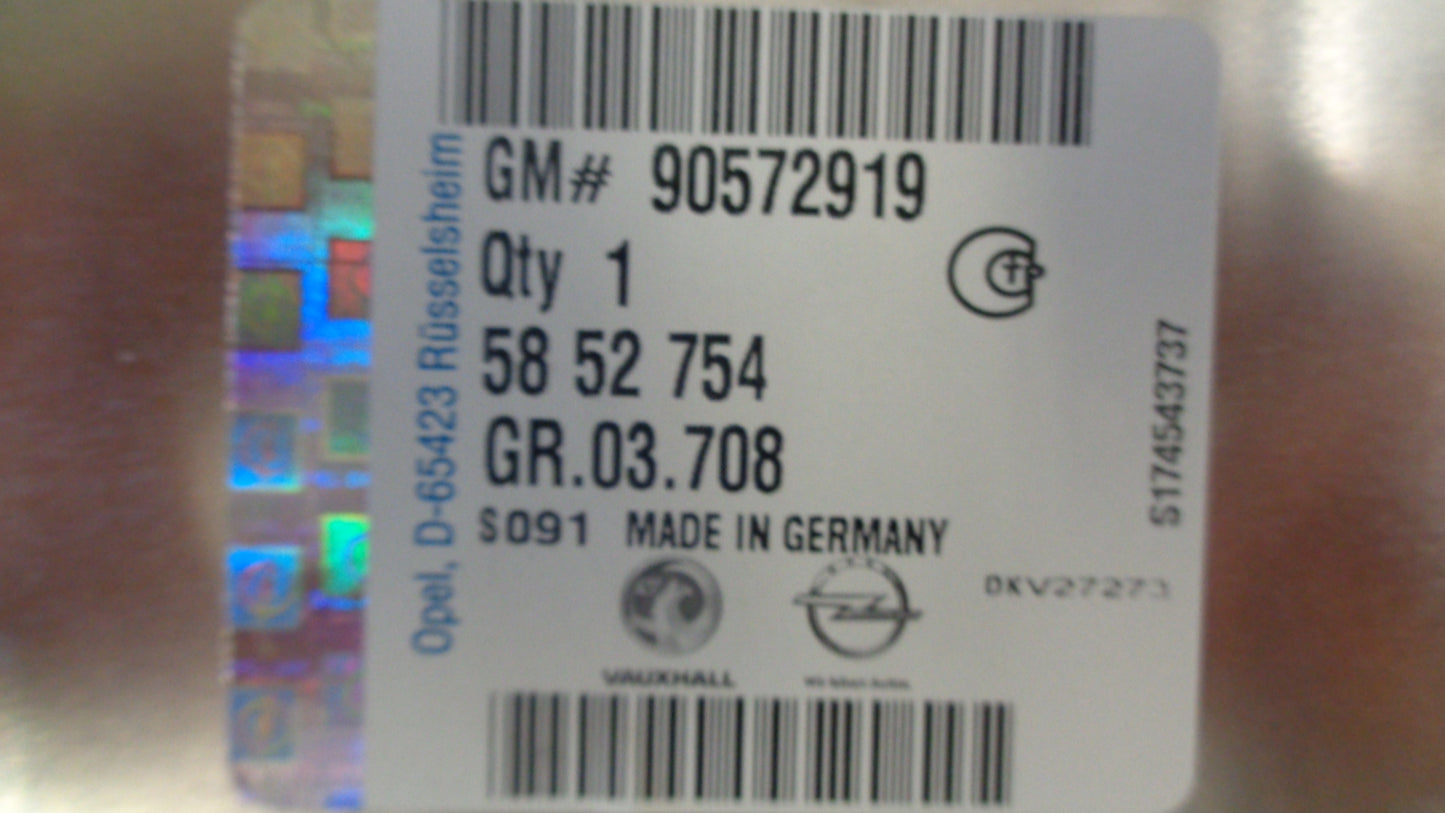 GM# 90572919
Qty 1
58 52 754
GR.03.708
S091 MADE IN GERMANY
VAUXHALL
Opel, D-65423 Rüsselsheim
S174543737
DKV27273